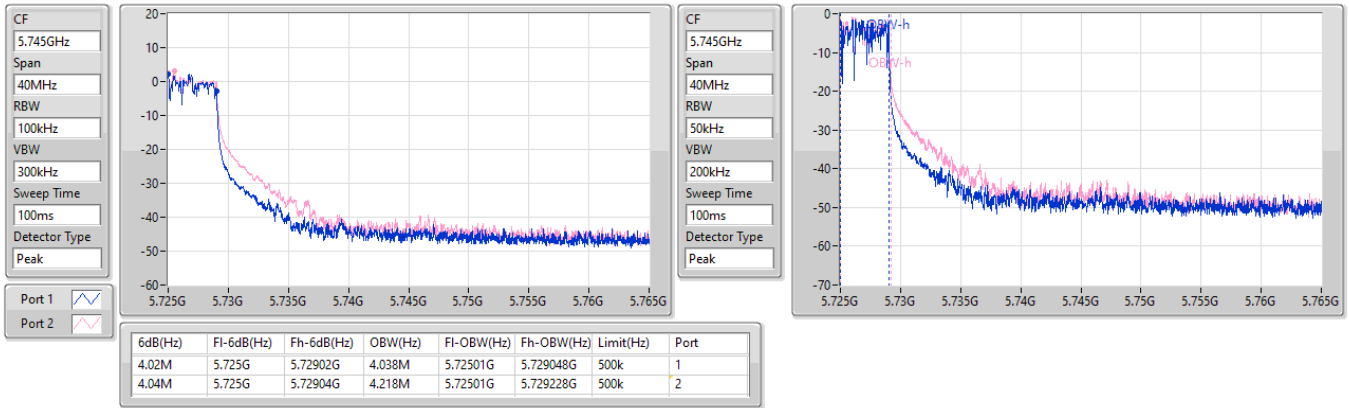 CF
5.745GHz
Span
40MHz
RBW
100kHz
VBW
300kHz
Sweep Time
100ms
Detector Type
Peak
Port 1
Port 2
20
10
0
-10
-20
-30
-40
-50
-60
5.725G 5.73G 5.735G 5.74G 5.745G 5.75G 5.755G 5.76G 5.765G
CF
5.745GHz
Span
40MHz
RBW
50kHz
VBW
200kHz
Sweep Time
100ms
Detector Type
Peak
0
-10
-20
-30
-40
-50
-60
-70
OBW-h
OBW-h
5.725G 5.73G 5.735G 5.74G 5.745G 5.75G 5.755G 5.76G 5.765G
6dB(Hz) Fl-6dB(Hz) Fh-6dB(Hz) OBW(Hz) Fl-OBW(Hz) Fh-OBW(Hz) Limit(Hz) Port
4.02M 5.725G 5.72902G 4.038M 5.72501G 5.729048G 500k 1
4.04M 5.725G 5.72904G 4.218M 5.72501G 5.729228G 500k 2